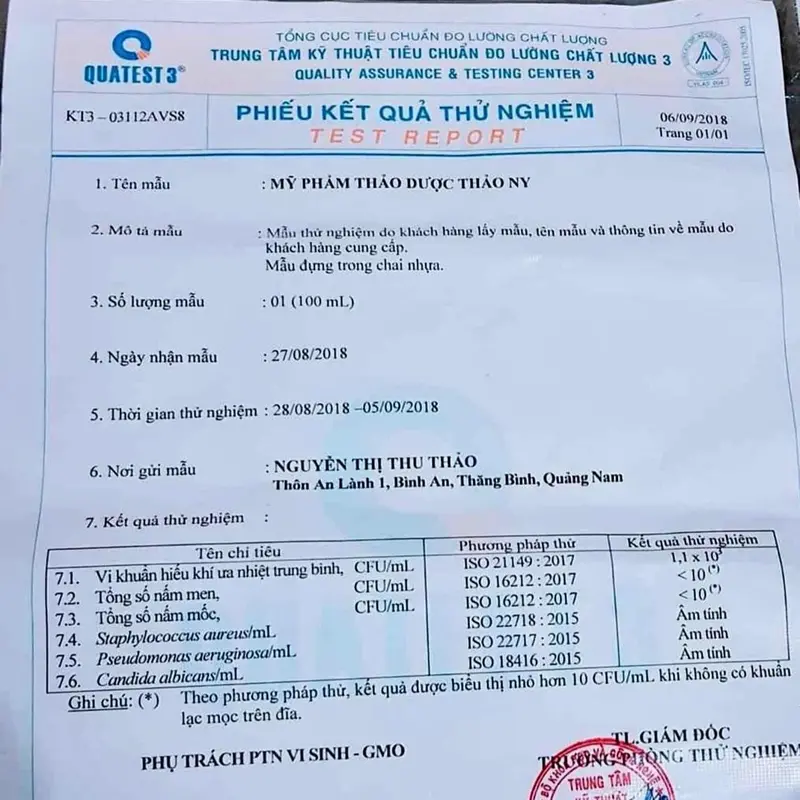 QUATEST 3®
TỔNG CỤC TIÊU CHUẨN ĐO LƯỜNG CHẤT LƯỢNG
TRUNG TÂM KỸ THUẬT TIÊU CHUẨN ĐO LƯỜNG CHẤT LƯỢNG 3
QUALITY ASSURANCE & TESTING CENTER 3
KT3 – 03112AVS8
PHIẾU KẾT QUẢ THỬ NGHIỆM
TEST REPORT
06/09/2018
Trang 01/01
1. Tên mẫu : MỸ PHẨM THẢO DƯỢC THẢO NY
2. Mô tả mẫu : Mẫu thử nghiệm do khách hàng lấy mẫu, tên mẫu và thông tin về mẫu do
khách hàng cung cấp.
Mẫu đựng trong chai nhựa.
3. Số lượng mẫu : 01 (100 mL)
4. Ngày nhận mẫu : 27/08/2018
5. Thời gian thử nghiệm : 28/08/2018 –05/09/2018
6. Nơi gửi mẫu : NGUYỄN THỊ THU THẢO
Thôn An Lành 1, Bình An, Thăng Bình, Quảng Nam
7. Kết quả thử nghiệm :
Tên chỉ tiêu Phương pháp thử Kết quả thử nghiệm
7.1. Vi khuẩn hiếu khí ưa nhiệt trung bình, CFU/mL ISO 21149 : 2017 1,1 x 10³
7.2. Tổng số nấm men, CFU/mL ISO 16212 : 2017 < 10 (*)
7.3. Tổng số nấm mốc, CFU/mL ISO 16212 : 2017 < 10 (*)
7.4. Staphylococcus aureus/mL ISO 22718 : 2015 Âm tính
7.5. Pseudomonas aeruginosa/mL ISO 22717 : 2015 Âm tính
7.6. Candida albicans/mL ISO 18416 : 2015 Âm tính
Ghi chú: (*) Theo phương pháp thử, kết quả được biểu thị nhỏ hơn 10 CFU/mL khi không có khuẩn
lạc mọc trên đĩa.
PHỤ TRÁCH PTN VI SINH - GMO
TL.GIÁM ĐỐC
TRƯỞNG PHÒNG THỬ NGHIỆM
TRUNG TÂM